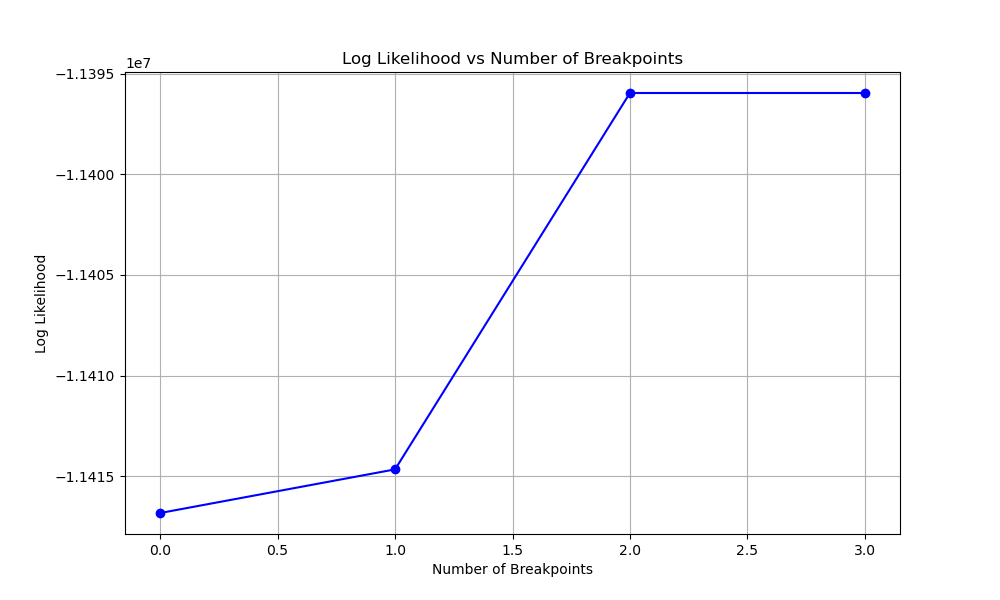 Log Likelihood vs Number of Breakpoints
1e7
−1.1395
−1.1400
−1.1405
−1.1410
−1.1415
Log Likelihood
0.0 0.5 1.0 1.5 2.0 2.5 3.0
Number of Breakpoints